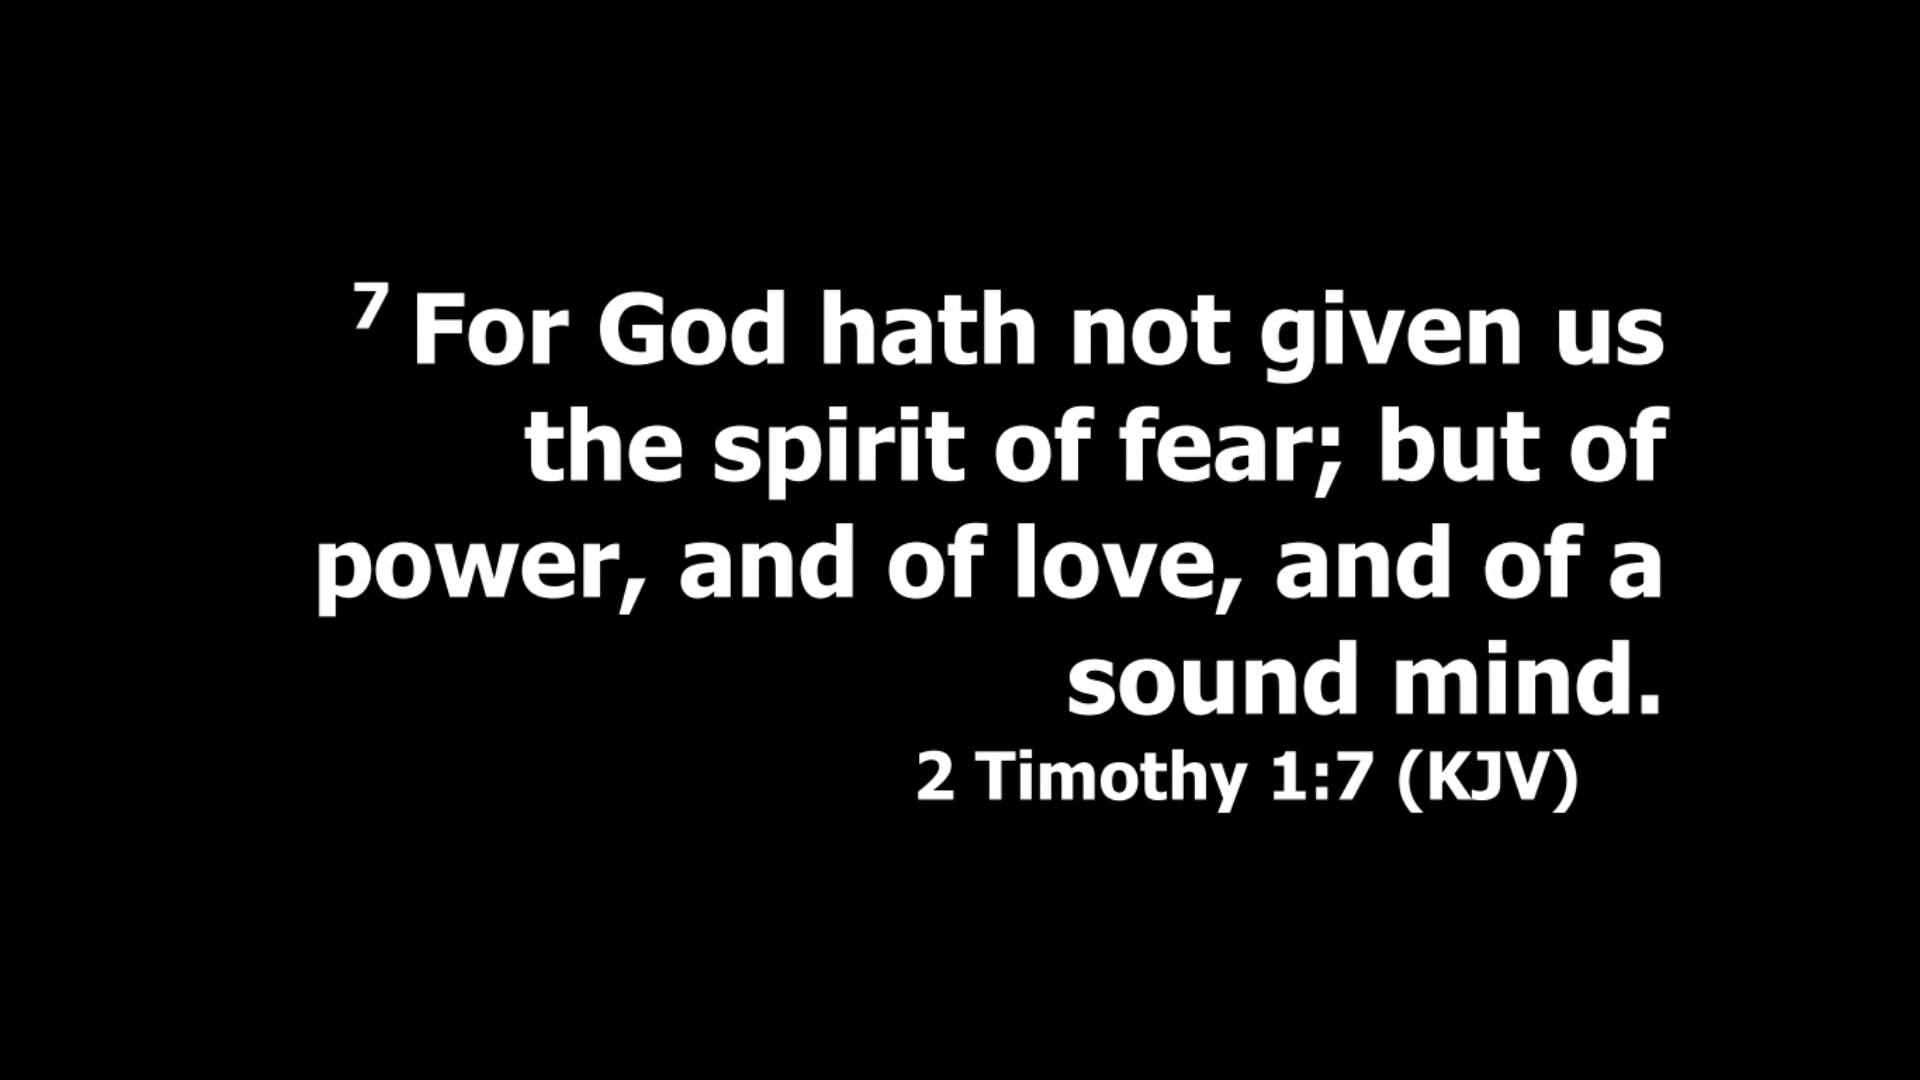 7 For God hath not given us
the spirit of fear; but of
power, and of love, and of a
sound mind.
2 Timothy 1:7 (KJV)